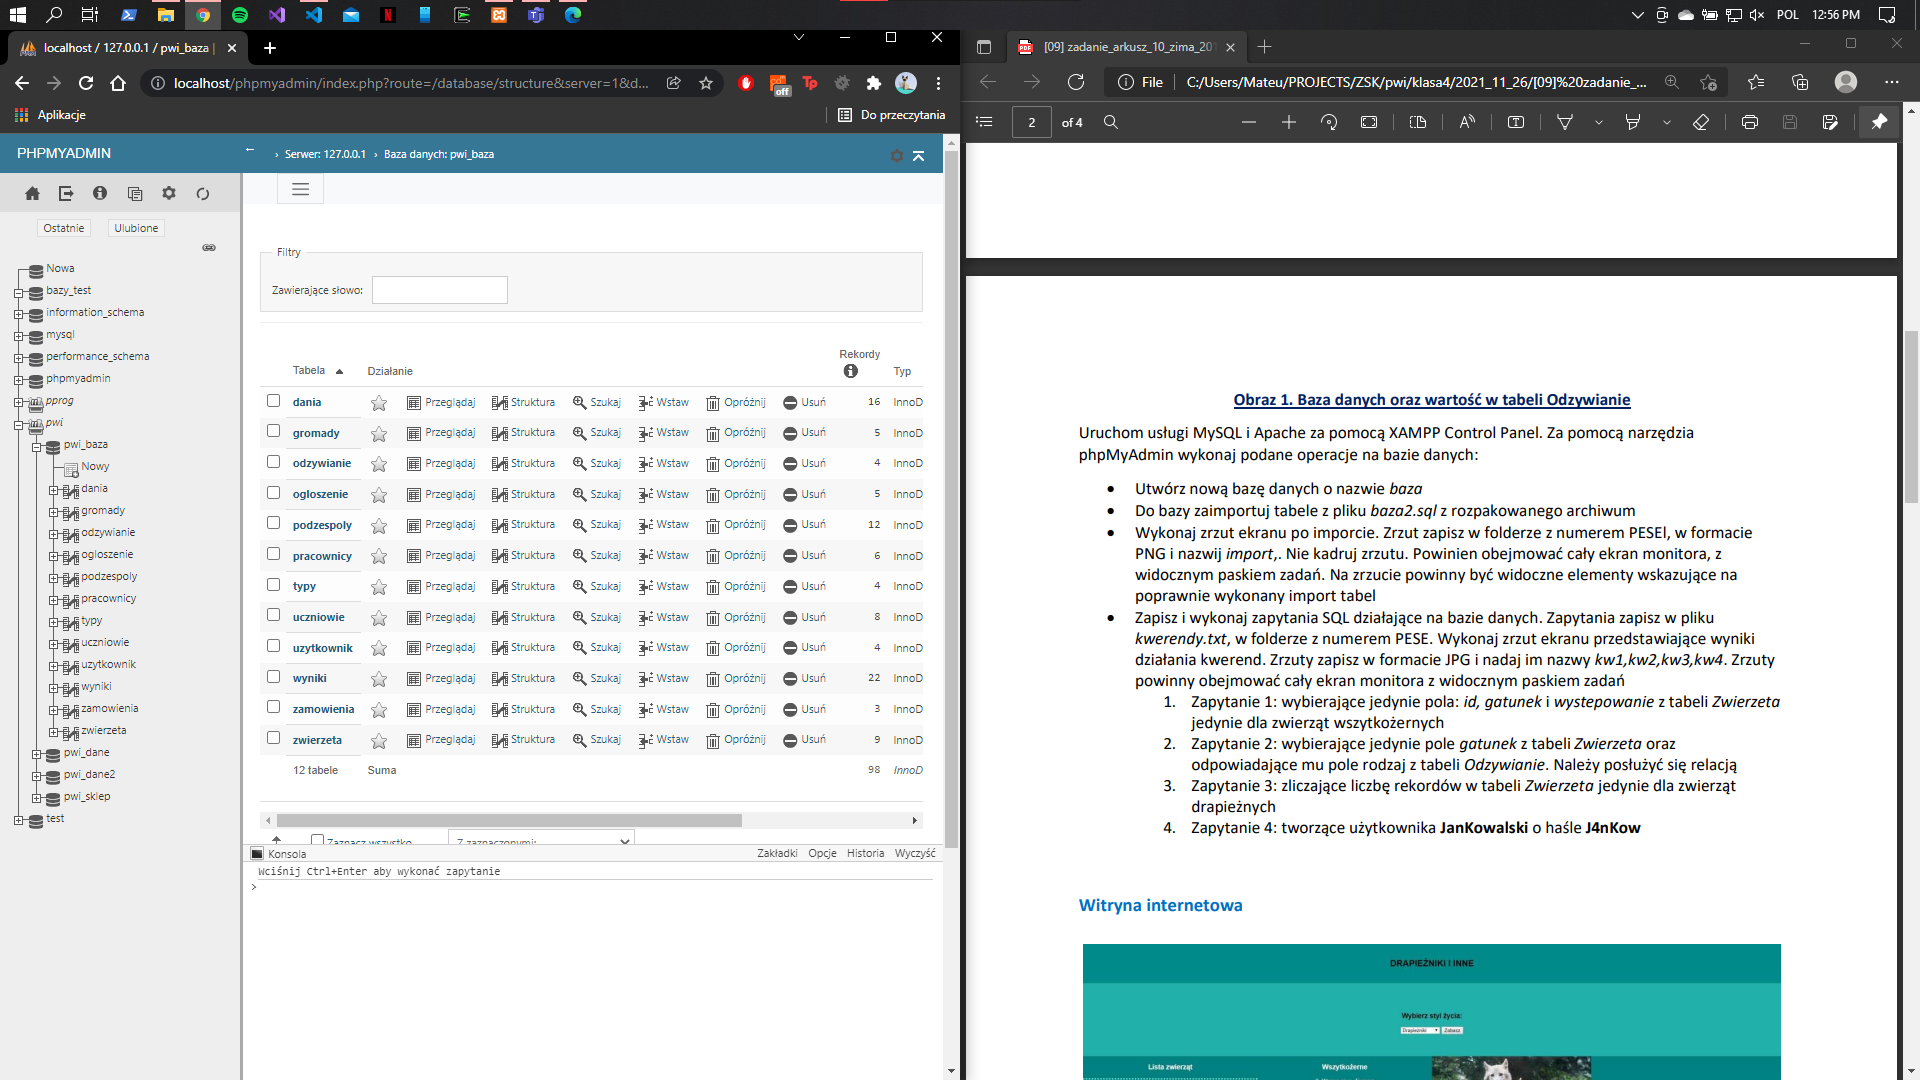 POL
12:56 PM
localhost / 127.0.0.1 / pwi_baza |
localhost/phpmyadmin/index.php?route=/database/structure&server=1&d...
off
Tp
Aplikacje
Do przeczytania
PHPMYADMIN
Serwer: 127.0.0.1 › Baza danych: pwi_baza
Ostatnie
Ulubione
Nowa
bazy_test
information_schema
mysql
performance_schema
phpmyadmin
pprog
pwi
pwi_baza
Nowy
dania
gromady
odzywianie
ogloszenie
podzespoly
pracownicy
typy
uczniowie
uzytkownik
wyniki
zamowienia
zwierzeta
pwi_dane
pwi_dane2
pwi_sklep
test
Filtry
Zawierające słowo:
Tabela Działanie Rekordy Typ
dania Przeglądaj Struktura Szukaj Wstaw Opróżnij Usuń 16 InnoD
gromady Przeglądaj Struktura Szukaj Wstaw Opróżnij Usuń 5 InnoD
odzywianie Przeglądaj Struktura Szukaj Wstaw Opróżnij Usuń 4 InnoD
ogloszenie Przeglądaj Struktura Szukaj Wstaw Opróżnij Usuń 5 InnoD
podzespoly Przeglądaj Struktura Szukaj Wstaw Opróżnij Usuń 12 InnoD
pracownicy Przeglądaj Struktura Szukaj Wstaw Opróżnij Usuń 6 InnoD
typy Przeglądaj Struktura Szukaj Wstaw Opróżnij Usuń 4 InnoD
uczniowie Przeglądaj Struktura Szukaj Wstaw Opróżnij Usuń 8 InnoD
uzytkownik Przeglądaj Struktura Szukaj Wstaw Opróżnij Usuń 4 InnoD
wyniki Przeglądaj Struktura Szukaj Wstaw Opróżnij Usuń 22 InnoD
zamowienia Przeglądaj Struktura Szukaj Wstaw Opróżnij Usuń 3 InnoD
zwierzeta Przeglądaj Struktura Szukaj Wstaw Opróżnij Usuń 9 InnoD
12 tabele Suma 98 InnoD
Zaznacz wszystko Z zaznaczonymi:
Konsola Zakładki Opcje Historia Wyczyść
Wciśnij Ctrl+Enter aby wykonać zapytanie
>
[09] zadanie_arkusz_10_zima_201
File
C:/Users/Mateu/PROJECTS/ZSK/pwi/klasa4/2021_11_26/[09]%20zadanie_...
2 of 4
Obraz 1. Baza danych oraz wartość w tabeli Odzywianie
Uruchom usługi MySQL i Apache za pomocą XAMPP Control Panel. Za pomocą narzędzia
phpMyAdmin wykonaj podane operacje na bazie danych:
• Utwórz nową bazę danych o nazwie baza
• Do bazy zaimportuj tabele z pliku baza2.sql z rozpakowanego archiwum
• Wykonaj zrzut ekranu po imporcie. Zrzut zapisz w folderze z numerem PESEl, w formacie
PNG i nazwij import,. Nie kadruj zrzutu. Powinien obejmować cały ekran monitora, z
widocznym paskiem zadań. Na zrzucie powinny być widoczne elementy wskazujące na
poprawnie wykonany import tabel
• Zapisz i wykonaj zapytania SQL działające na bazie danych. Zapytania zapisz w pliku
kwerendy.txt, w folderze z numerem PESE. Wykonaj zrzut ekranu przedstawiające wyniki
działania kwerend. Zrzuty zapisz w formacie JPG i nadaj im nazwy kw1,kw2,kw3,kw4. Zrzuty
powinny obejmować cały ekran monitora z widocznym paskiem zadań
1. Zapytanie 1: wybierające jedynie pola: id, gatunek i wystepowanie z tabeli Zwierzeta
jedynie dla zwierząt wszytkożernych
2. Zapytanie 2: wybierające jedynie pole gatunek z tabeli Zwierzeta oraz
odpowiadające mu pole rodzaj z tabeli Odzywianie. Należy posłużyć się relacją
3. Zapytanie 3: zliczające liczbę rekordów w tabeli Zwierzeta jedynie dla zwierząt
drapieżnych
4. Zapytanie 4: tworzące użytkownika JanKowalski o haśle J4nKow
Witryna internetowa
DRAPIEŻNIKI I INNE
Wybierz styl życia:
Drapieżniki Zobacz
Lista zwierząt Wszytkożerne